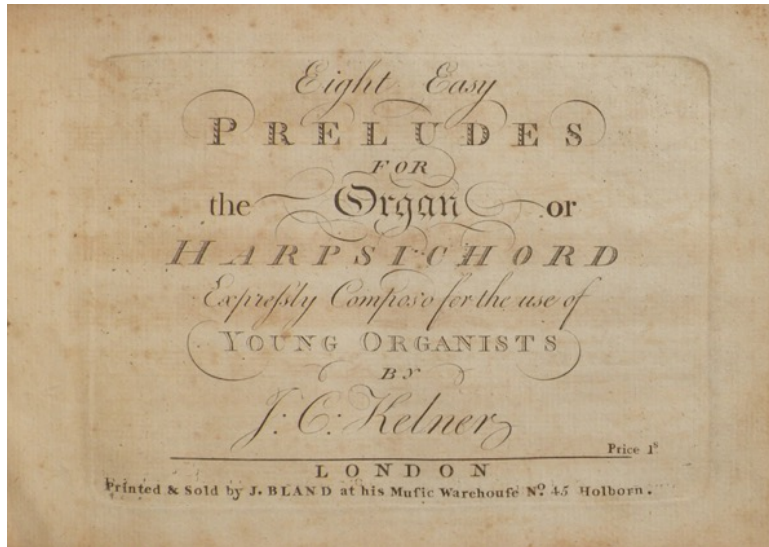 Eight Easy
PRELUDES
FOR
the Organ or
HARPSICHORD
Expreſsly Compos'd for the use of
YOUNG ORGANISTS
BY
J: C: Kelner
Price 1s
LONDON
Printed & Sold by J. BLAND at his Muſic Warehouſe No. 45 Holborn.